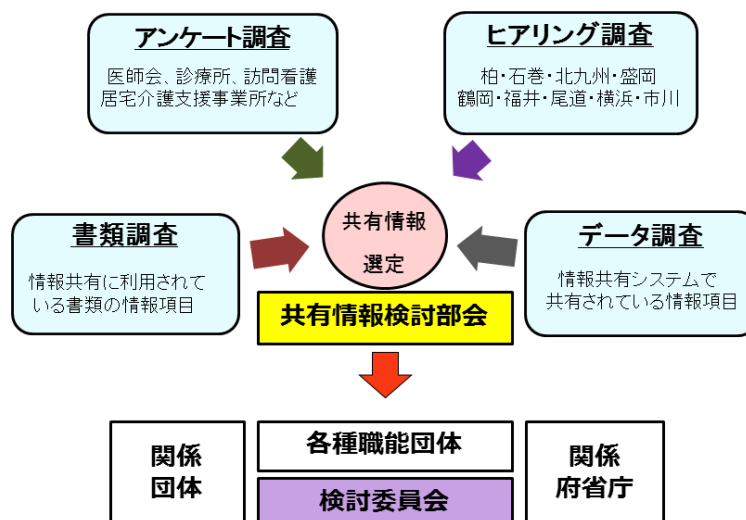 アンケート調査
医師会、診療所、訪問看護
居宅介護支援事業所など
ヒアリング調査
柏・石巻・北九州・盛岡
鶴岡・福井・尾道・横浜・市川
書類調査
情報共有に利用されて
いる書類の情報項目
共有情報
選定
データ調査
情報共有システムで
共有されている情報項目
共有情報検討部会
関係
団体
各種職能団体
検討委員会
関係
府省庁